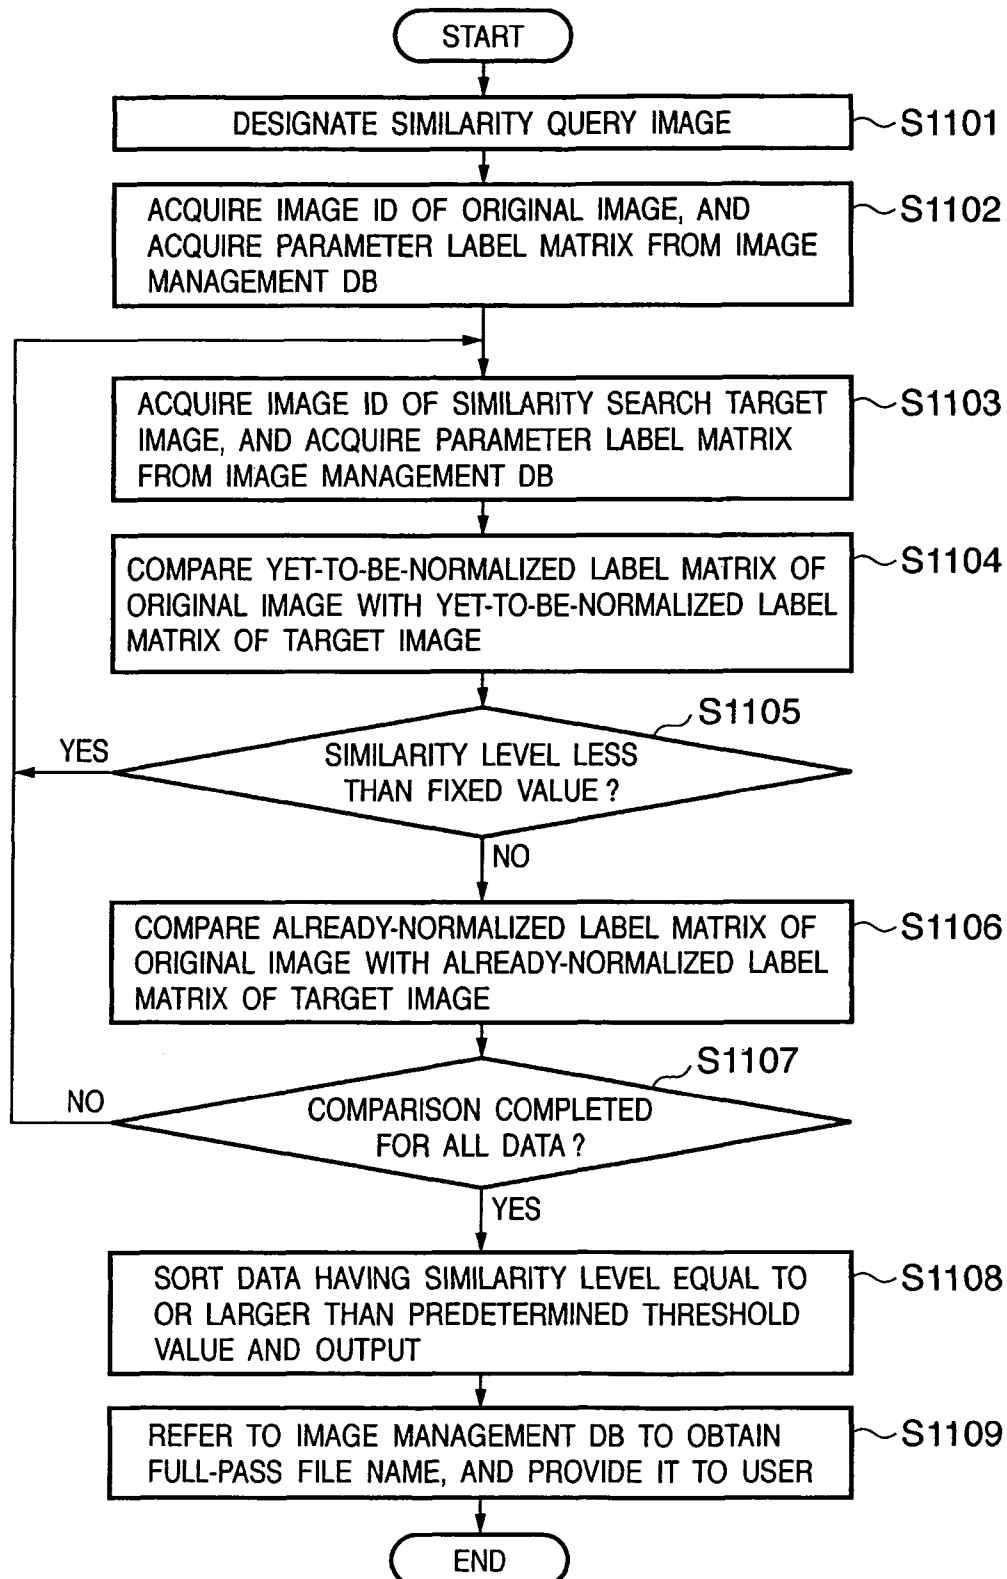 START
DESIGNATE SIMILARITY QUERY IMAGE
S1101
ACQUIRE IMAGE ID OF ORIGINAL IMAGE, AND
ACQUIRE PARAMETER LABEL MATRIX FROM IMAGE
MANAGEMENT DB
S1102
ACQUIRE IMAGE ID OF SIMILARITY SEARCH TARGET
IMAGE, AND ACQUIRE PARAMETER LABEL MATRIX
FROM IMAGE MANAGEMENT DB
S1103
COMPARE YET-TO-BE-NORMALIZED LABEL MATRIX OF
ORIGINAL IMAGE WITH YET-TO-BE-NORMALIZED LABEL
MATRIX OF TARGET IMAGE
S1104
S1105
YES
SIMILARITY LEVEL LESS
THAN FIXED VALUE ?
NO
COMPARE ALREADY-NORMALIZED LABEL MATRIX OF
ORIGINAL IMAGE WITH ALREADY-NORMALIZED LABEL
MATRIX OF TARGET IMAGE
S1106
S1107
NO
COMPARISON COMPLETED
FOR ALL DATA ?
YES
SORT DATA HAVING SIMILARITY LEVEL EQUAL TO
OR LARGER THAN PREDETERMINED THRESHOLD
VALUE AND OUTPUT
S1108
REFER TO IMAGE MANAGEMENT DB TO OBTAIN
FULL-PASS FILE NAME, AND PROVIDE IT TO USER
S1109
END